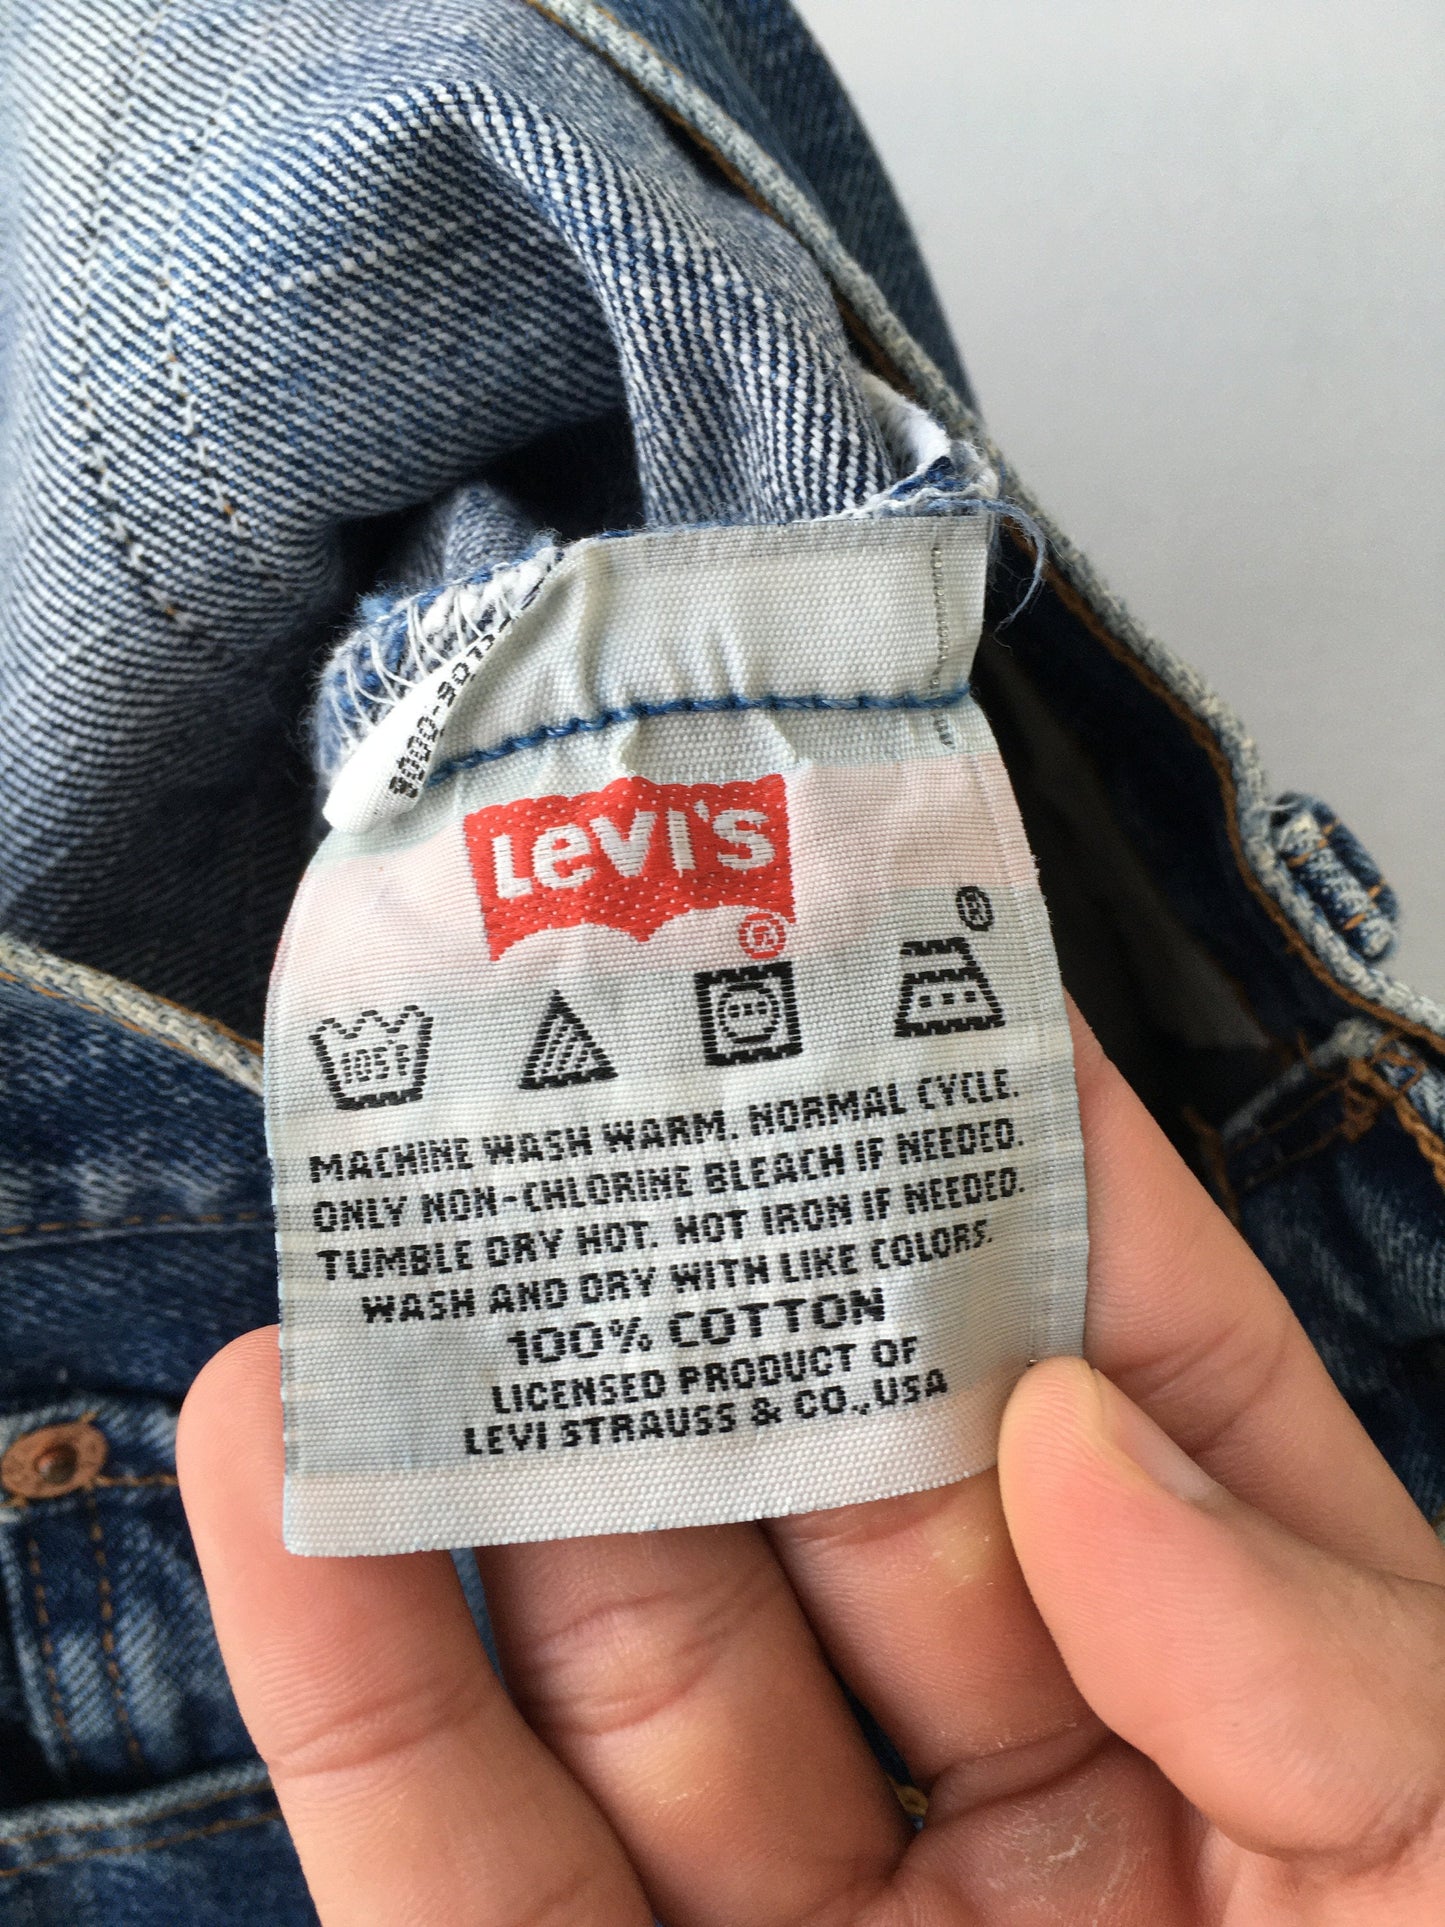 LEVI'S
®
®
105°F
MACHINE WASH WARM. NORMAL CYCLE.
ONLY NON-CHLORINE BLEACH IF NEEDED.
TUMBLE DRY HOT. HOT IRON IF NEEDED.
WASH AND DRY WITH LIKE COLORS.
100% COTTON
LICENSED PRODUCT OF
LEVI STRAUSS & CO., USA